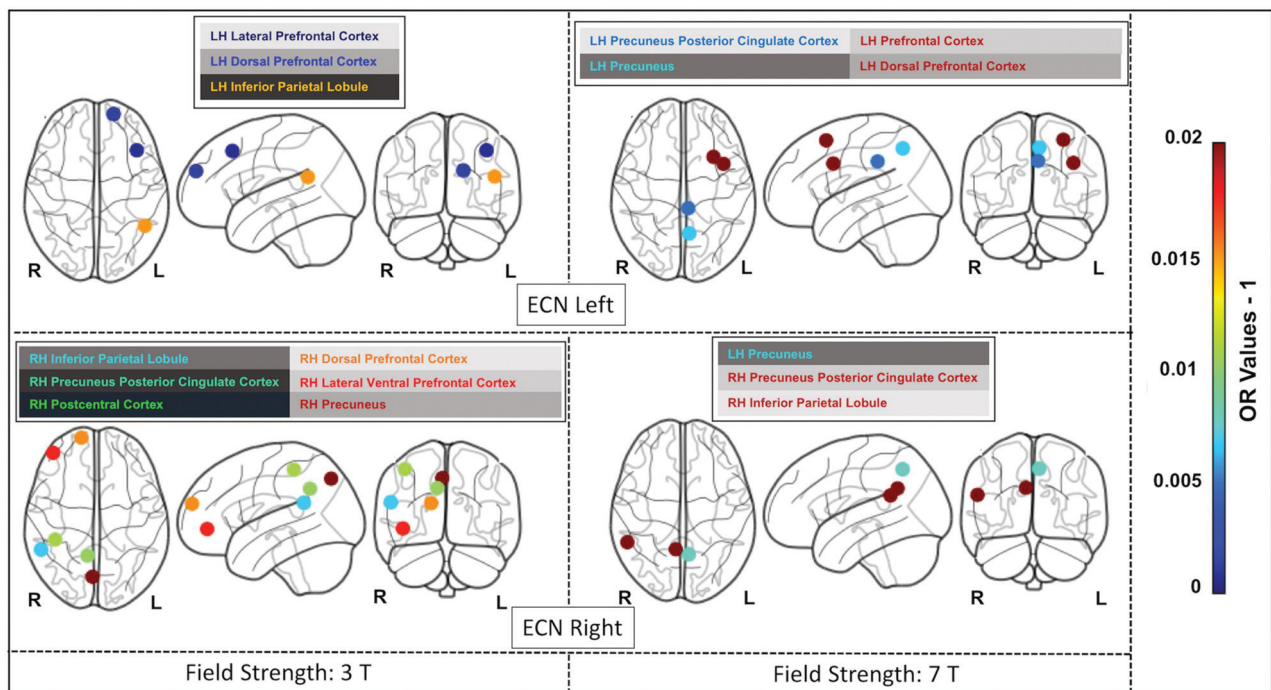 LH Lateral Prefrontal Cortex
LH Dorsal Prefrontal Cortex
LH Inferior Parietal Lobule
R L
ECN Left
LH Precuneus Posterior Cingulate Cortex LH Prefrontal Cortex
LH Precuneus LH Dorsal Prefrontal Cortex
R L
R L
R L
RH Inferior Parietal Lobule RH Dorsal Prefrontal Cortex
RH Precuneus Posterior Cingulate Cortex RH Lateral Ventral Prefrontal Cortex
RH Postcentral Cortex RH Precuneus
R L
R L
ECN Right
LH Precuneus
RH Precuneus Posterior Cingulate Cortex
RH Inferior Parietal Lobule
R L
R L
0.02
0.015
0.01
0.005
0
OR Values - 1
Field Strength: 3 T Field Strength: 7 T